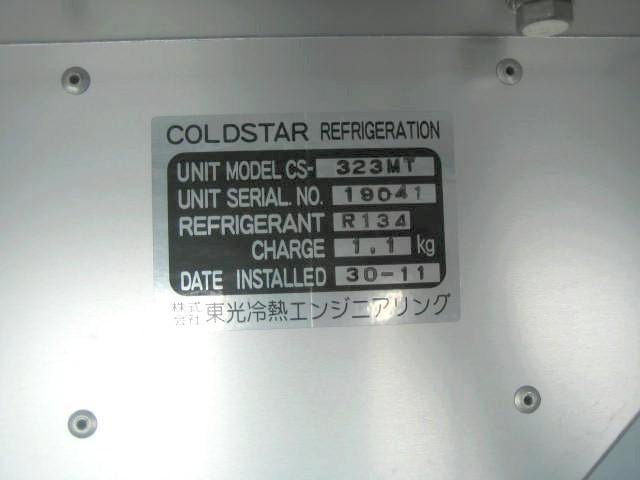 COLDSTAR REFRIGERATION
UNIT MODEL CS-323MT
UNIT SERIAL. NO. 19041
REFRIGERANT R134
CHARGE 1.1 kg
DATE INSTALLED 30-11
株式会社 東光冷熱エンジニアリング